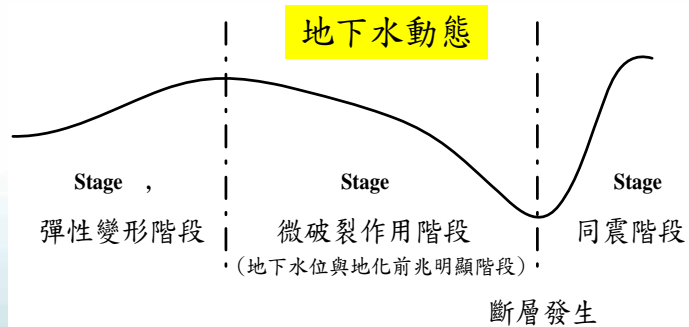 地下水動態
Stage ,
Stage
Stage
彈性變形階段
微破裂作用階段
同震階段
(地下水位與地化前兆明顯階段)
斷層發生